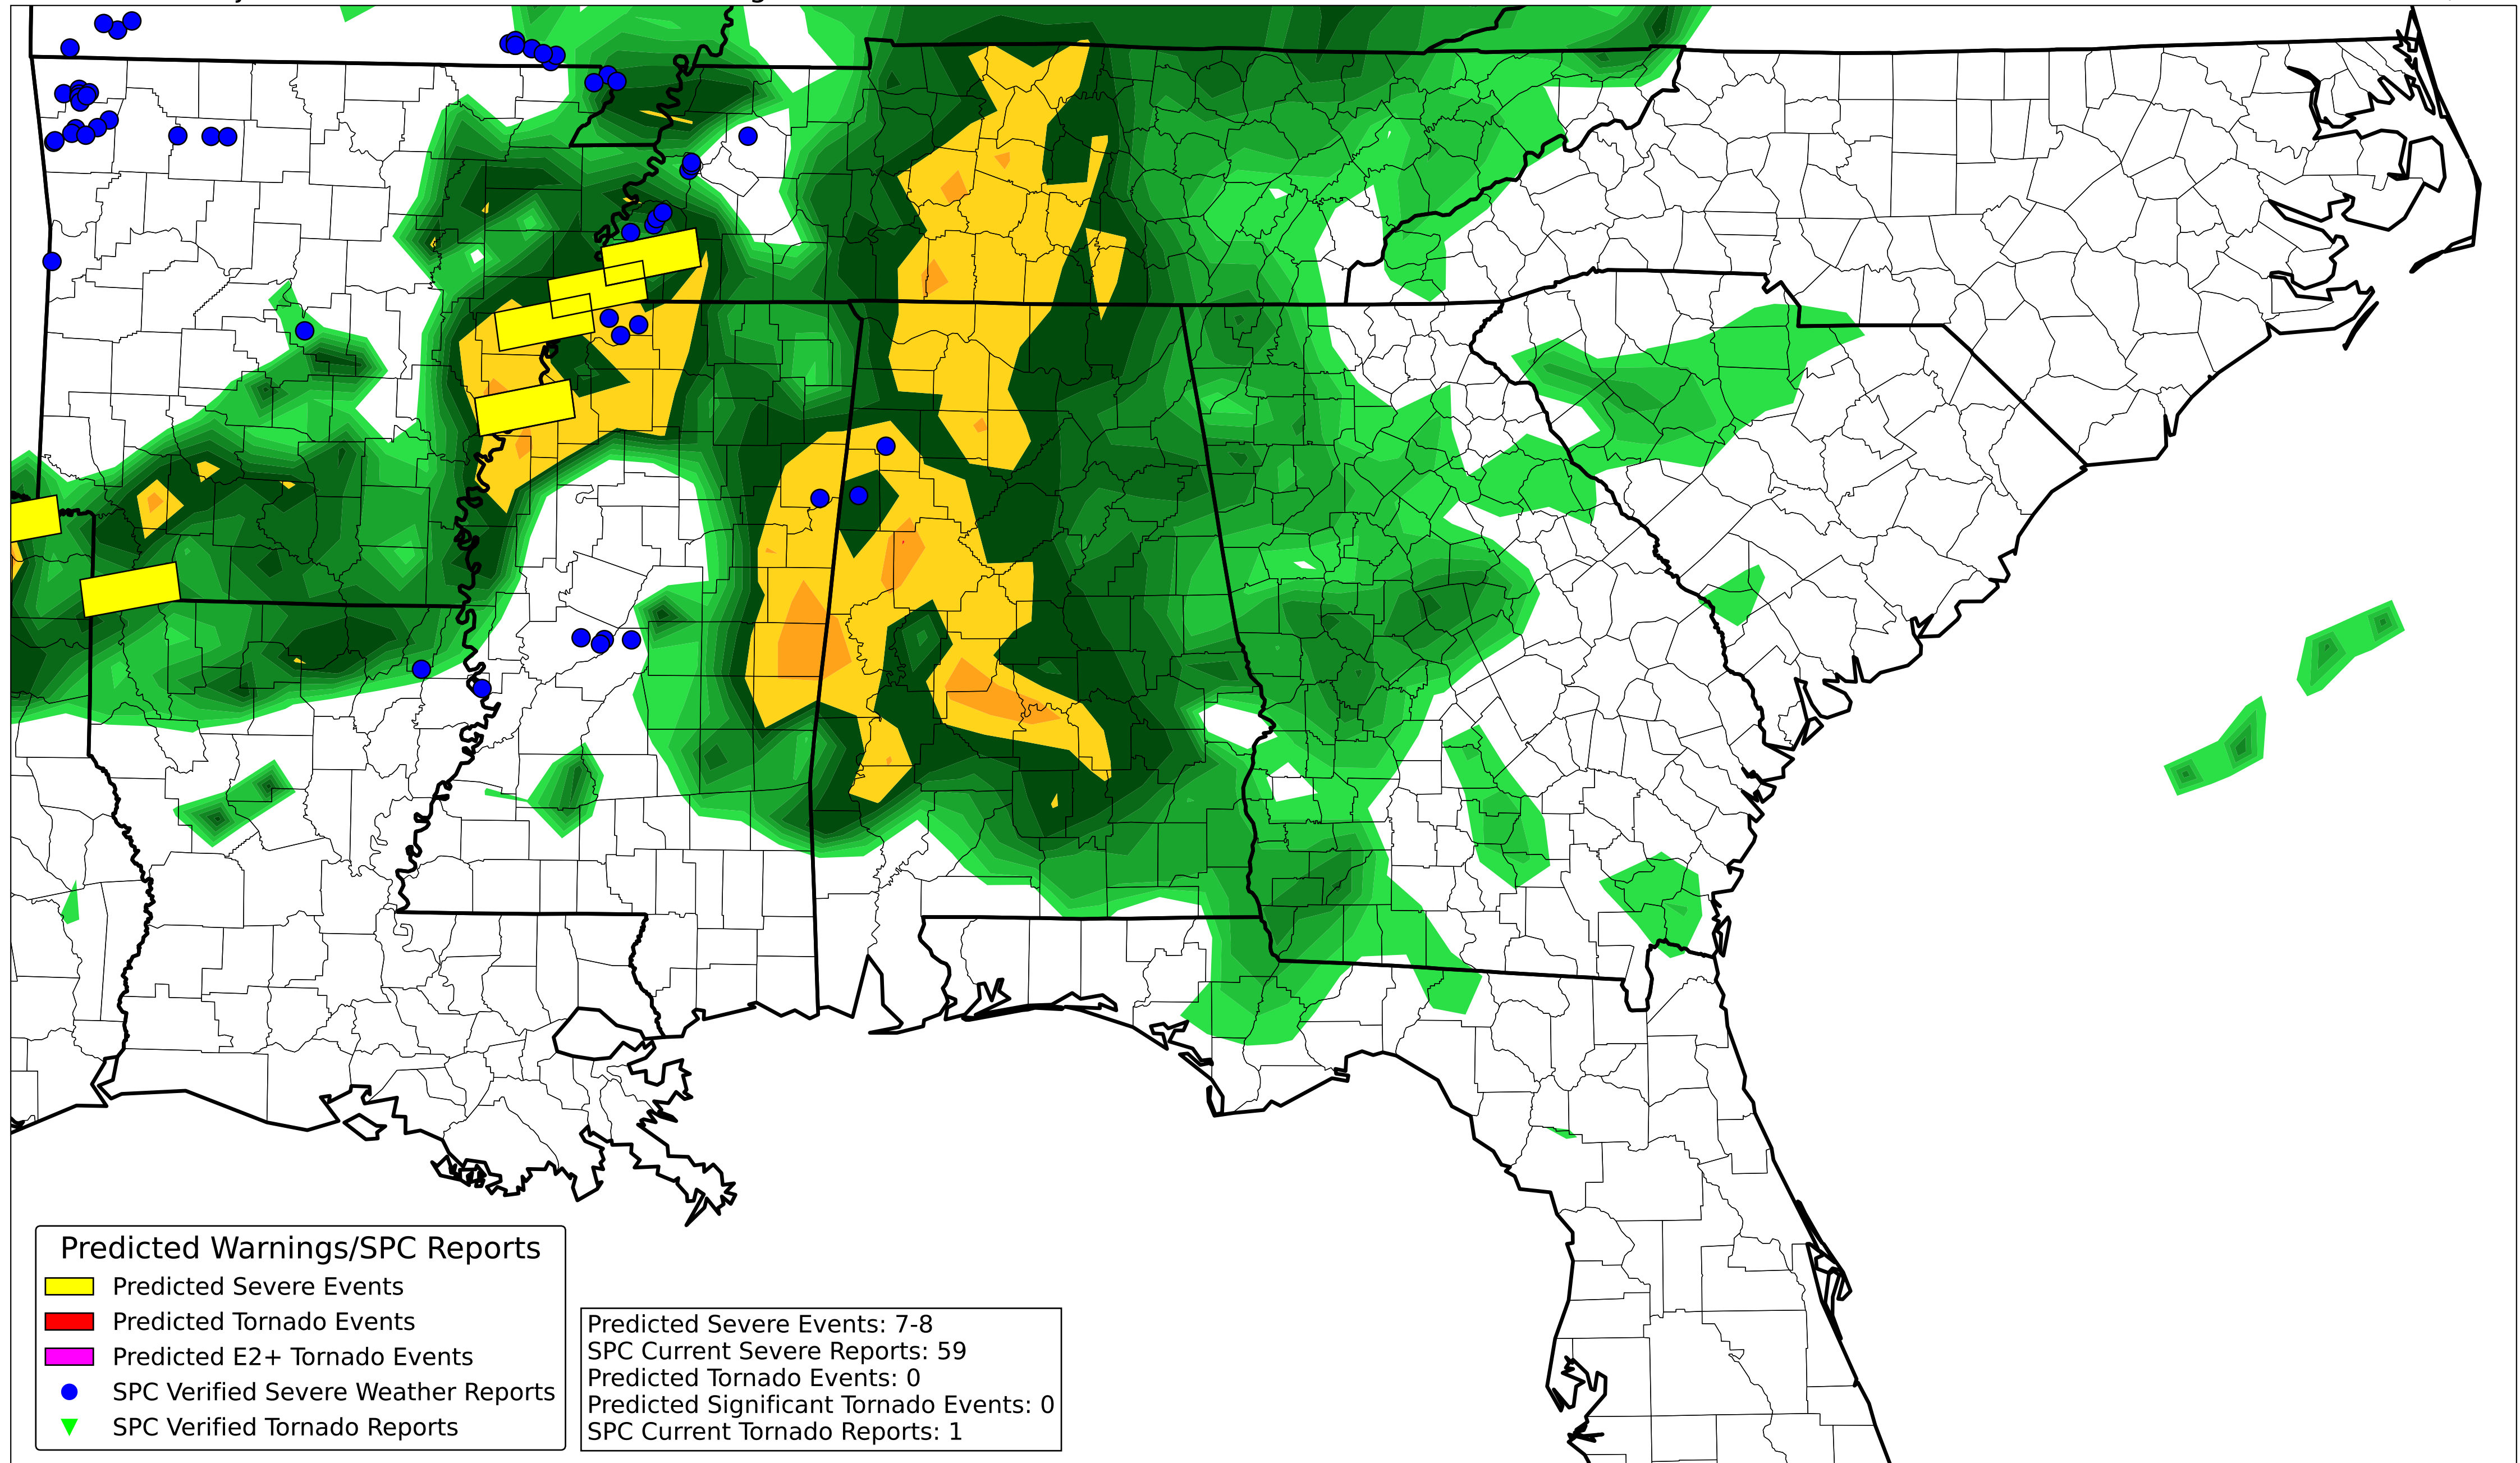 Predicted Warnings/SPC Reports
Predicted Severe Events
Predicted Tornado Events
Predicted E2+ Tornado Events
SPC Verified Severe Weather Reports
SPC Verified Tornado Reports
Predicted Severe Events: 7-8
SPC Current Severe Reports: 59
Predicted Tornado Events: 0
Predicted Significant Tornado Events: 0
SPC Current Tornado Reports: 1